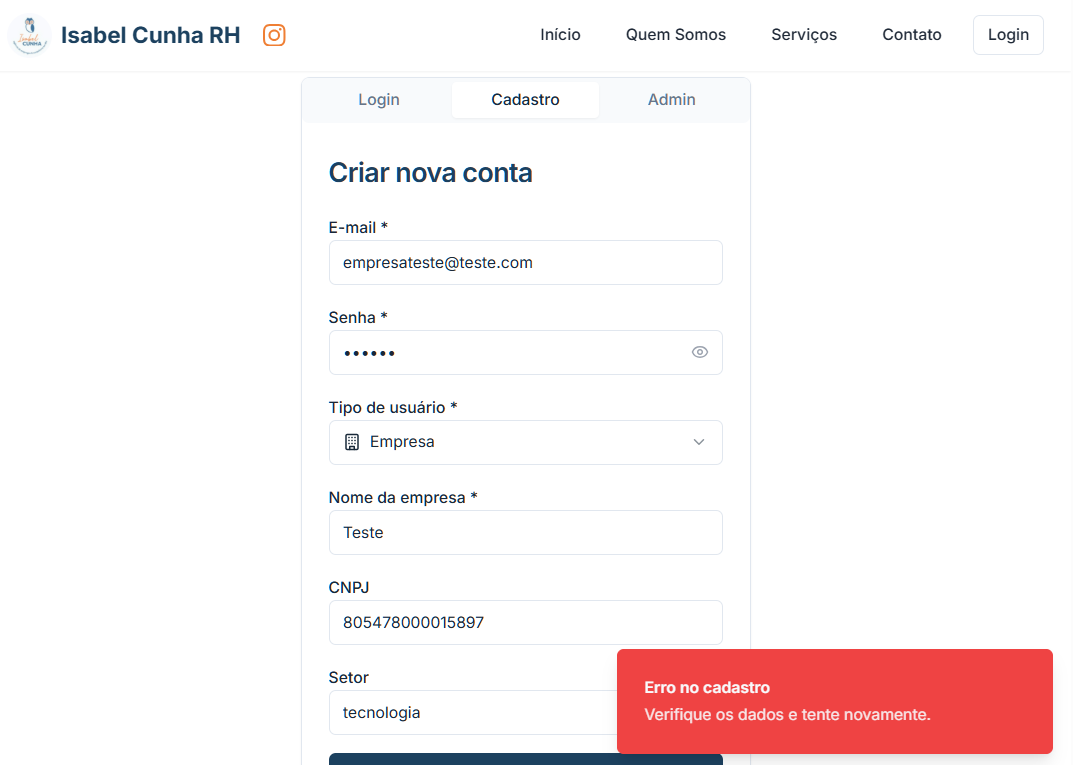 Isabel CUNHA
Isabel Cunha RH
Início
Quem Somos
Serviços
Contato
Login
Login
Cadastro
Admin
Criar nova conta
E-mail *
empresateste@teste.com
Senha *
••••••
Tipo de usuário *
Empresa
Nome da empresa *
Teste
CNPJ
805478000015897
Setor
tecnologia
Erro no cadastro
Verifique os dados e tente novamente.